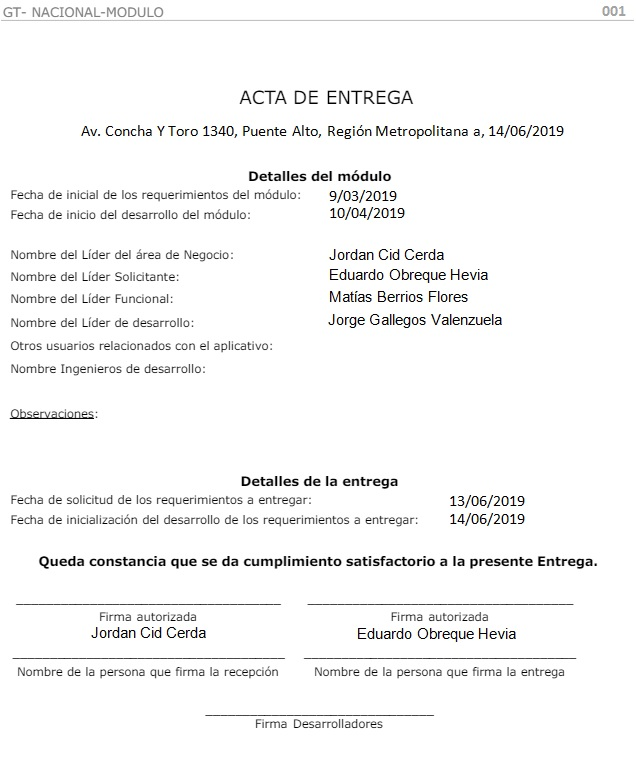 GT- NACIONAL-MODULO 001
ACTA DE ENTREGA
Av. Concha Y Toro 1340, Puente Alto, Región Metropolitana a, 14/06/2019
Detalles del módulo
Fecha de inicial de los requerimientos del módulo: 9/03/2019
Fecha de inicio del desarrollo del módulo: 10/04/2019
Nombre del Líder del área de Negocio: Jordan Cid Cerda
Nombre del Líder Solicitante: Eduardo Obreque Hevia
Nombre del Líder Funcional: Matías Berrios Flores
Nombre del Líder de desarrollo: Jorge Gallegos Valenzuela
Otros usuarios relacionados con el aplicativo:
Nombre Ingenieros de desarrollo:
Observaciones:
Detalles de la entrega
Fecha de solicitud de los requerimientos a entregar: 13/06/2019
Fecha de inicialización del desarrollo de los requerimientos a entregar: 14/06/2019
Queda constancia que se da cumplimiento satisfactorio a la presente Entrega.
Firma autorizada Firma autorizada
Jordan Cid Cerda Eduardo Obreque Hevia
Nombre de la persona que firma la recepción Nombre de la persona que firma la entrega
Firma Desarrolladores